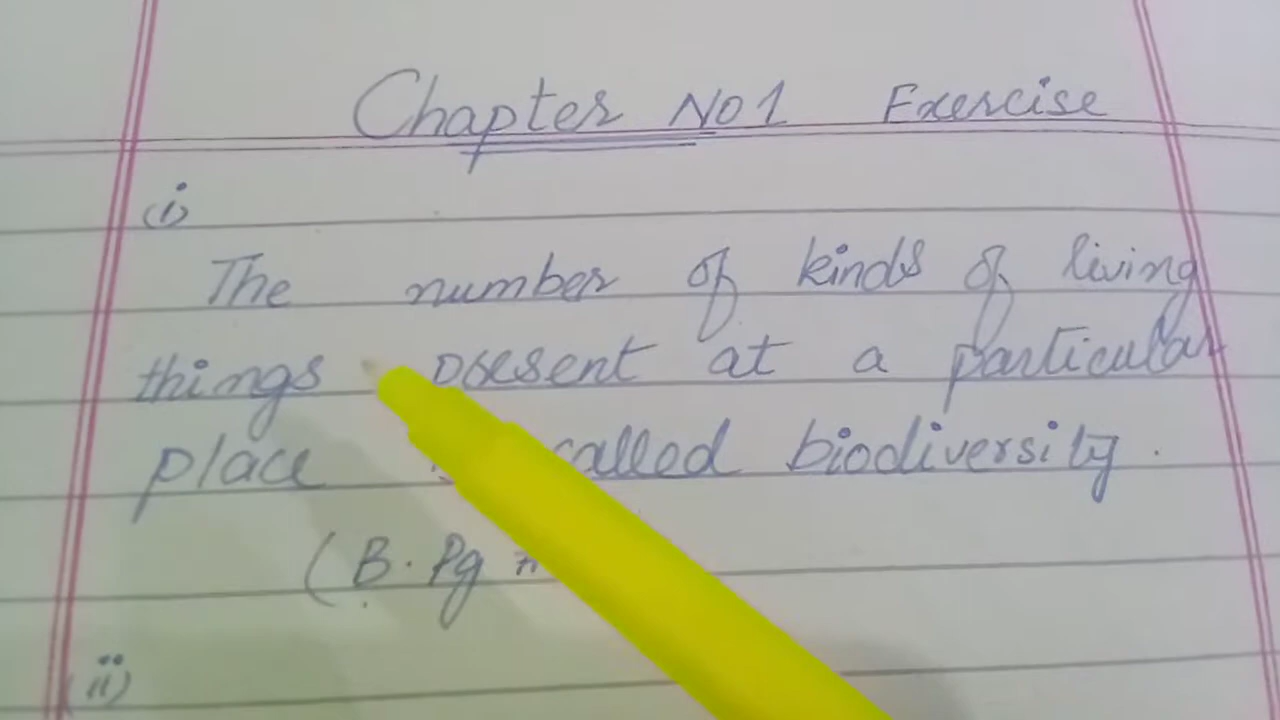 Chapter No 1 Exercise
(i)
The number of kinds of living
things present at a particular
place called biodiversity.
(B. Pg
(ii)